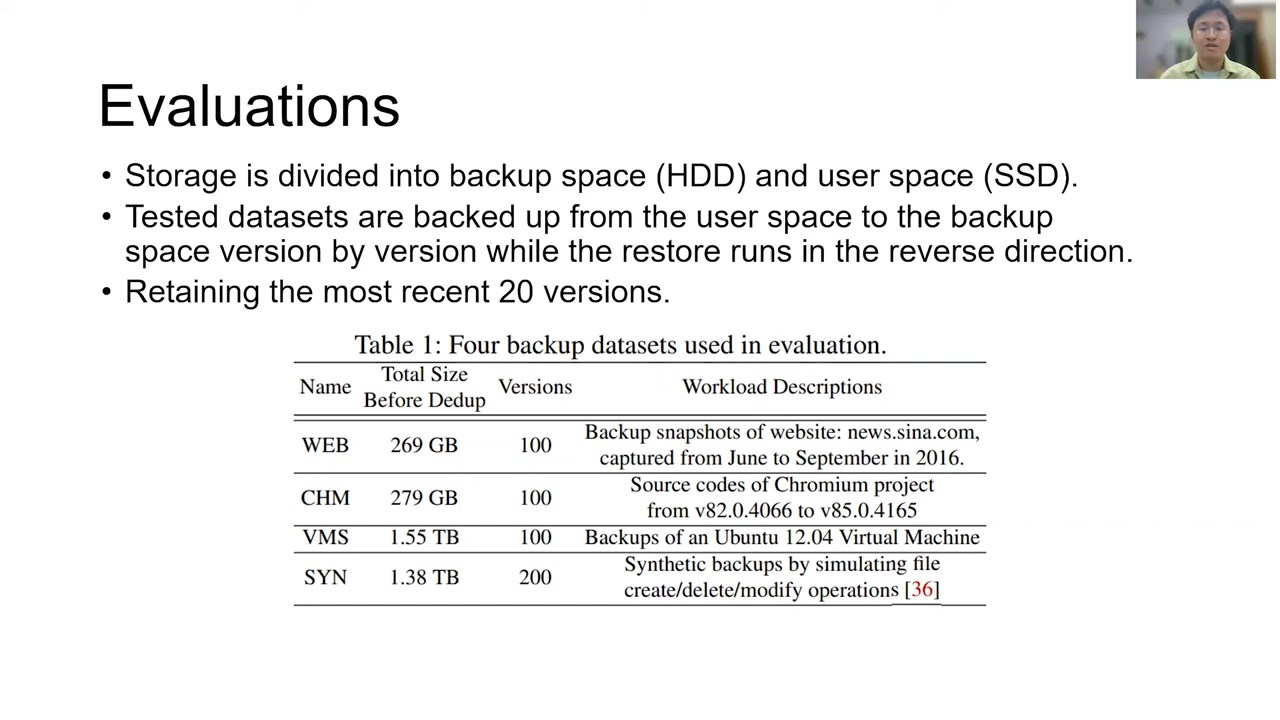 Evaluations
• Storage is divided into backup space (HDD) and user space (SSD).
• Tested datasets are backed up from the user space to the backup
space version by version while the restore runs in the reverse direction.
• Retaining the most recent 20 versions.
Table 1: Four backup datasets used in evaluation.
Name Total Size Before Dedup Versions Workload Descriptions
WEB 269 GB 100 Backup snapshots of website: news.sina.com,
captured from June to September in 2016.
CHM 279 GB 100 Source codes of Chromium project
from v82.0.4066 to v85.0.4165
VMS 1.55 TB 100 Backups of an Ubuntu 12.04 Virtual Machine
SYN 1.38 TB 200 Synthetic backups by simulating file
create/delete/modify operations [36]